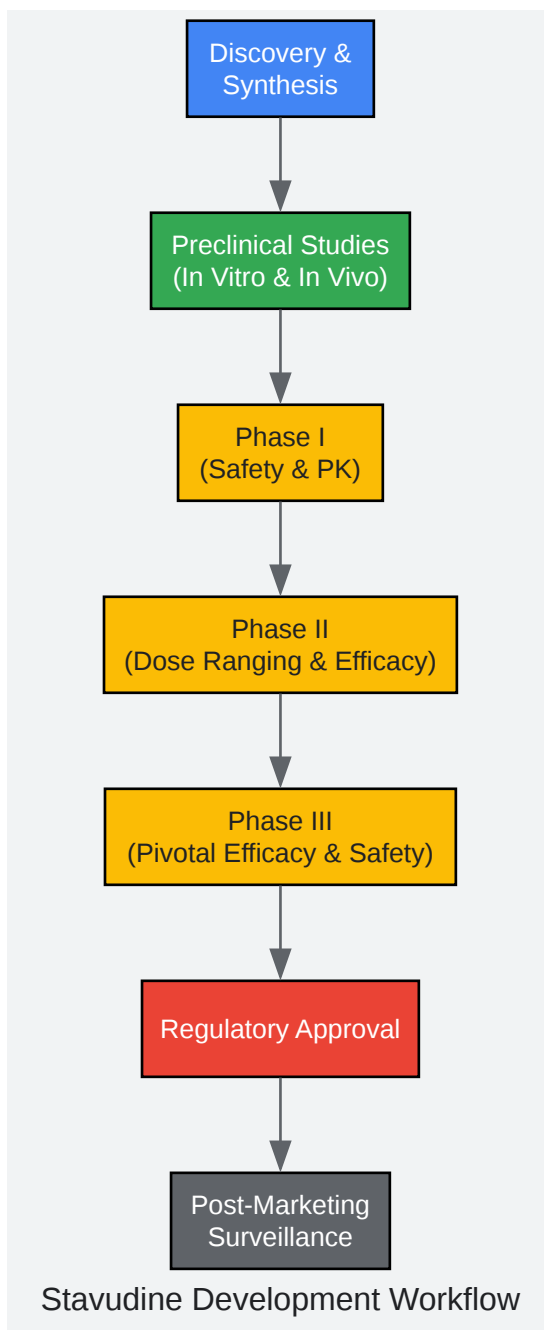 Discovery &
Synthesis
Preclinical Studies
(In Vitro & In Vivo)
Phase I
(Safety & PK)
Phase II
(Dose Ranging & Efficacy)
Phase III
(Pivotal Efficacy & Safety)
Regulatory Approval
Post-Marketing
Surveillance
Stavudine Development Workflow